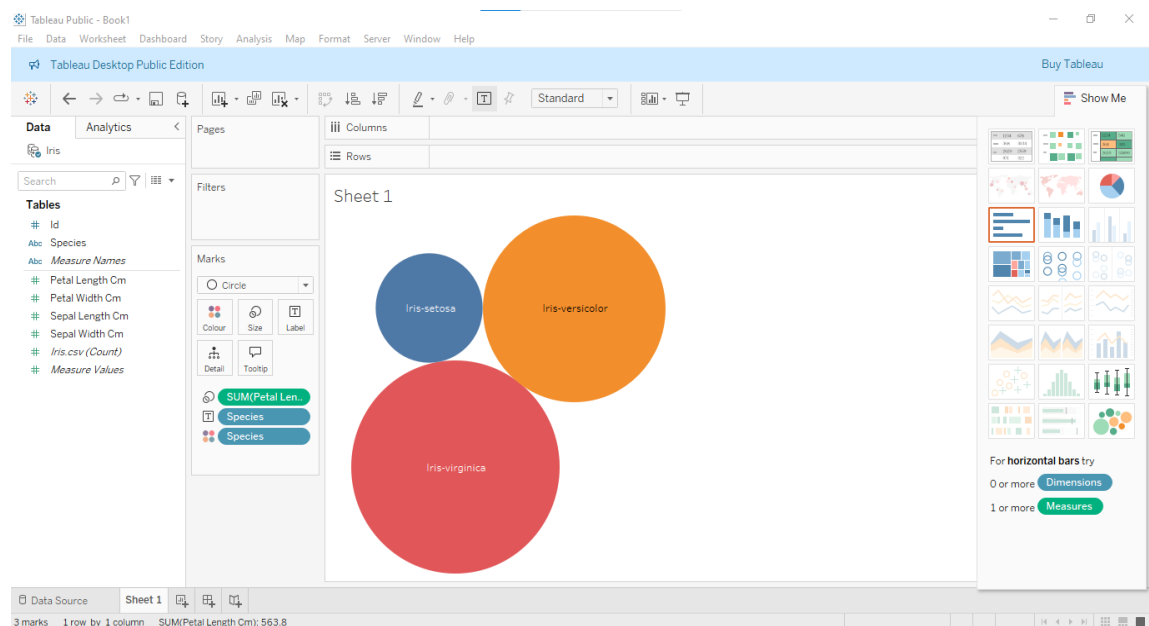 Tableau Public - Book1
File Data Worksheet Dashboard Story Analysis Map Format Server Window Help
Tableau Desktop Public Edition
Buy Tableau
Standard
Show Me
Data Analytics
Iris
Search
Tables
# Id
Abc Species
Abc Measure Names
# Petal Length Cm
# Petal Width Cm
# Sepal Length Cm
# Sepal Width Cm
# Iris.csv (Count)
# Measure Values
Pages
Filters
Marks
Circle
Colour Size Label
Detail Tooltip
SUM(Petal Len..
Species
Species
Columns
Rows
Sheet 1
Iris-setosa
Iris-versicolor
Iris-virginica
For horizontal bars try
0 or more Dimensions
1 or more Measures
Data Source Sheet 1
3 marks 1 row by 1 column SUM(Petal Length Cm): 563.8